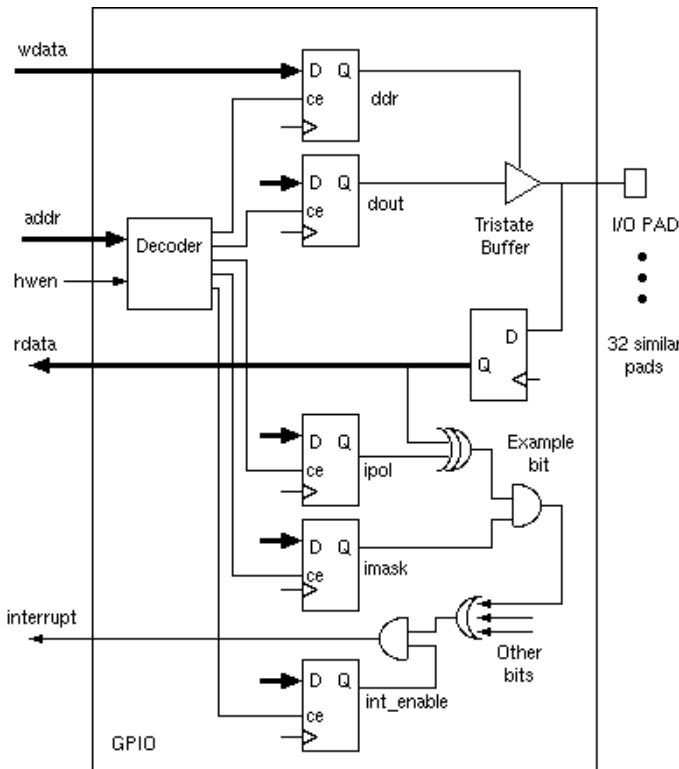 wdata
D Q
ddr
ce
D Q
dout
ce
addr
Decoder
Tristate
Buffer
I/O PAD
hwen
rdata
D
Q
32 similar
pads
D Q
ipol
ce
Example
bit
D Q
imask
ce
interrupt
Other
bits
D Q
int_enable
ce
GPIO